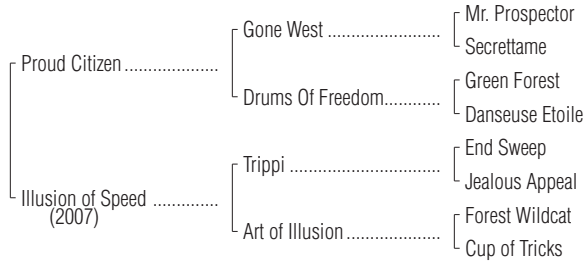 Mr. Prospector
Gone West
Secrettame
Proud Citizen
Green Forest
Drums Of Freedom
Danseuse Etoile
End Sweep
Trippi
Jealous Appeal
Illusion of Speed
(2007)
Forest Wildcat
Art of Illusion
Cup of Tricks